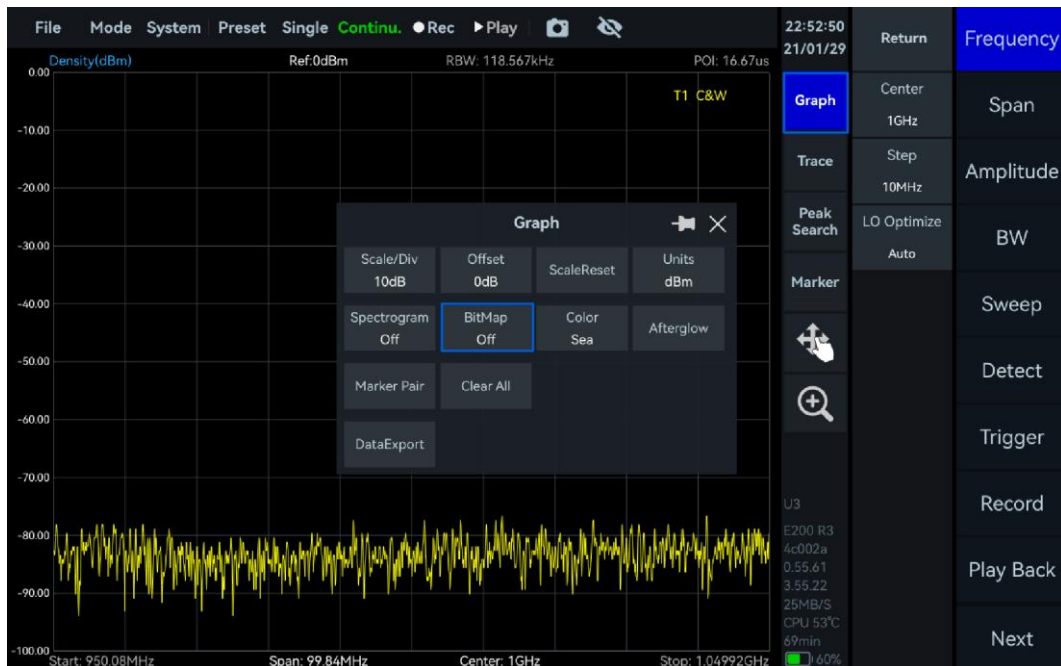 File Mode System Preset Single Continu. Rec Play
22:52:50
21/01/29
Density(dBm) Ref:0dBm RBW: 118.567kHz POI: 16.67us
T1 C&W
0.00
-10.00
-20.00
-30.00
-40.00
-50.00
-60.00
-70.00
-80.00
-90.00
-100.00
Start: 950.08MHz Span: 99.84MHz Center: 1GHz Stop: 1.04992GHz
Graph
Scale/Div
10dB
Offset
0dB
ScaleReset
Units
dBm
Spectrogram
Off
BitMap
Off
Color
Sea
Afterglow
Marker Pair
Clear All
DataExport
Graph
Trace
Peak
Search
Marker
U3
E200 R3
4c002a
0.55.61
3.55.22
25MB/S
CPU 53°C
69min
60%
Return
Center
1GHz
Step
10MHz
LO Optimize
Auto
Frequency
Span
Amplitude
BW
Sweep
Detect
Trigger
Record
Play Back
Next